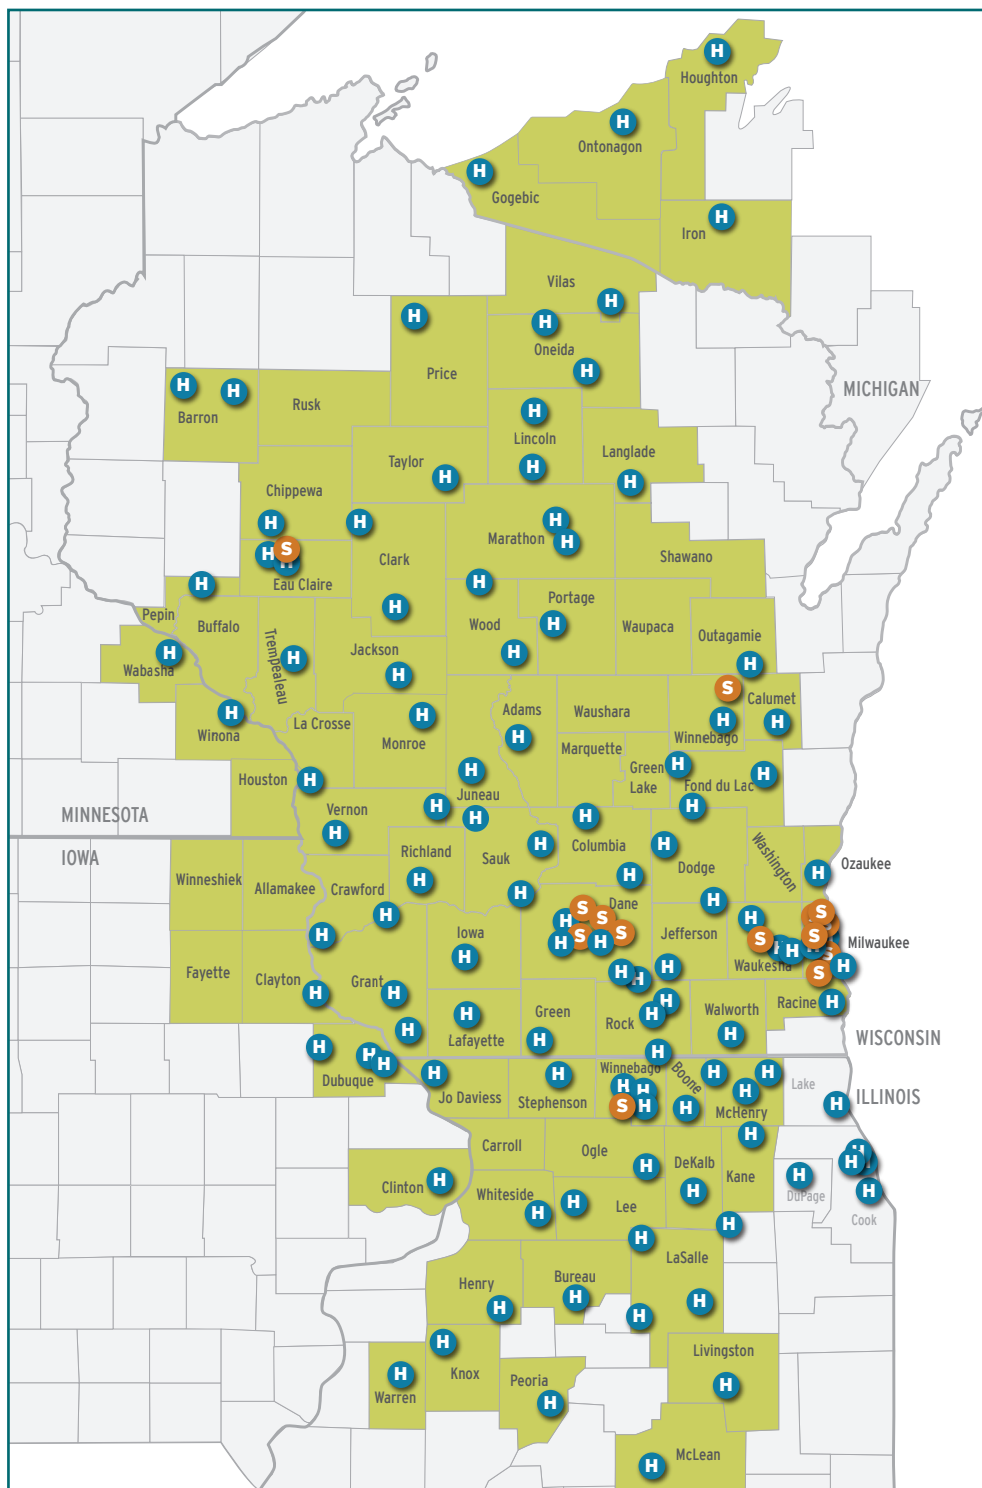 H
Houghton
H
Ontonagon
H
Gogebic
H
Iron
Vilas
H
H
H
Oneida
Price
H
MICHIGAN
H
H
Barron
Rusk
H
Lincoln
H
Langlade
H
Taylor
H
Chippewa
H
H
H
H
Marathon
H
S
H
H
Eau Claire
Clark
Shawano
H
H
Portage
H
Pepin
Buffalo
Trempealeau
H
Wood
H
Waupaca
Outagamie
H
H
Wabasha
H
Jackson
H
S
Calumet
H
Winona
La Crosse
H
Monroe
Adams
H
Waushara
H
Winnebago
H
Marquette
Green
Lake
H
Fond du Lac
H
Houston
H
H
Juneau
H
MINNESOTA
Vernon
H
H
H
H
Columbia
IOWA
Richland
H
Sauk
H
H
Dodge
Washington
Ozaukee
H
Winneshiek
Allamakee
Crawford
H
H
H
Dane
H
S
S
S
S
H
H
H
Jefferson
H
S
H
H
Waukesha
S
S
S
S
H
H
Milwaukee
H
Iowa
H
Fayette
Clayton
H
Grant
H
H
H
H
H
H
Lafayette
Green
H
Rock
H
H
Walworth
H
Racine
H
WISCONSIN
H
H
H
Dubuque
H
Jo Daviess
H
Stephenson
H
Winnebago
H
H
S
H
Boone
H
H
H
H
McHenry
Lake
H
ILLINOIS
Carroll
Ogle
H
DeKalb
H
H
Kane
H
DuPage
H
H
H
H
Cook
Clinton
H
Whiteside
H
H
Lee
H
H
LaSalle
Henry
H
Bureau
H
H
H
H
Knox
Livingston
H
H
Warren
Peoria
H
McLean
H